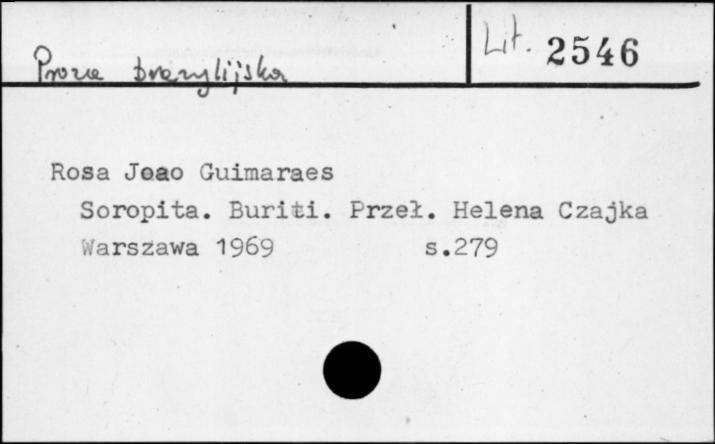 Lit. 2546
Proza brazylijska
Rosa Joao Guimaraes
Soropita. Buriti. Przeł. Helena Czajka
Warszawa 1969 s.279